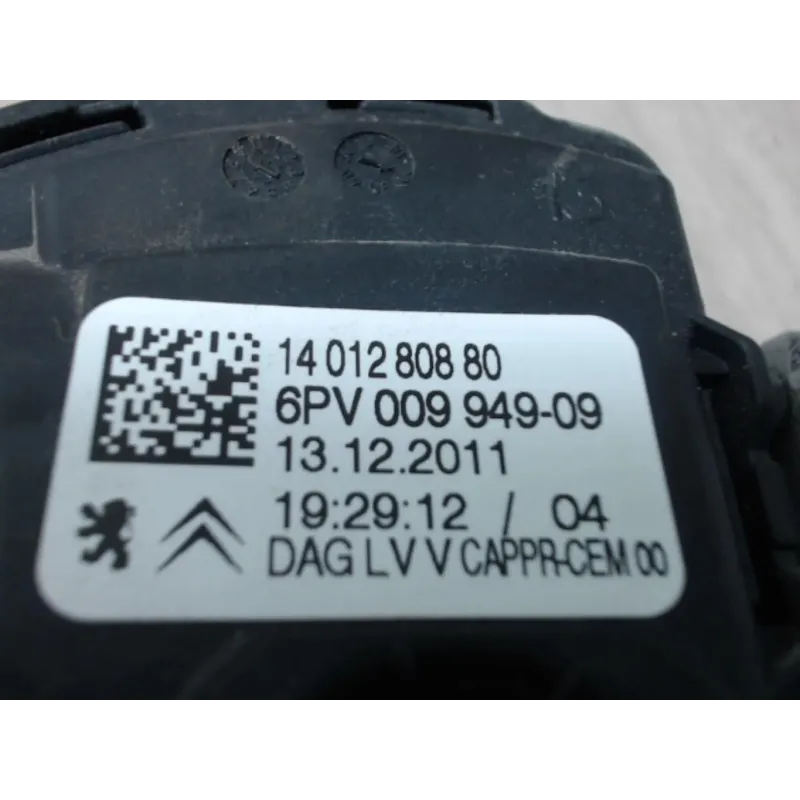 14 012 808 80
6PV 009 949-09
13.12.2011
19:29:12 / 04
DAG LV V CAPPR-CEM 00